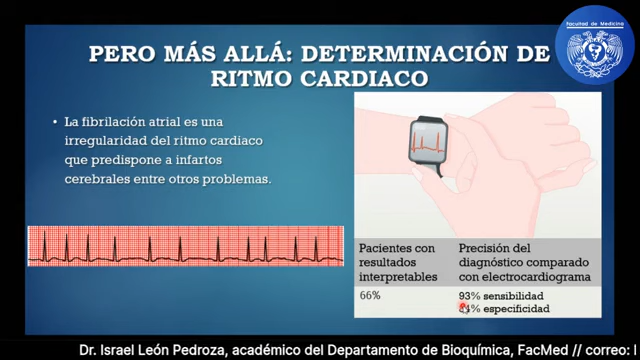 Facultad de Medicina
PERO MÁS ALLÁ: DETERMINACIÓN DE
RITMO CARDIACO
• La fibrilación atrial es una
irregularidad del ritmo cardiaco
que predispone a infartos
cerebrales entre otros problemas.
Pacientes con
resultados
interpretables
Precisión del
diagnóstico comparado
con electrocardiograma
66%
93% sensibilidad
84% especificidad
Dr. Israel León Pedroza, académico del Departamento de Bioquímica, FacMed // correo: